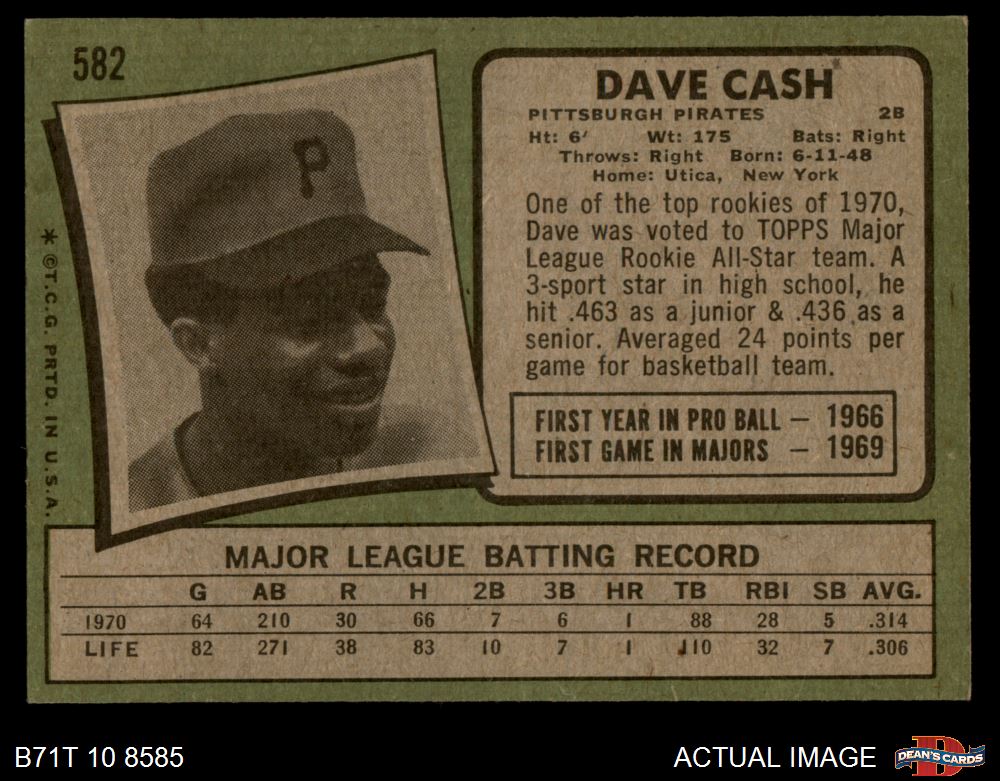 582
P
* ©T.C.G. PRTD. IN U.S.A.
DAVE CASH
PITTSBURGH PIRATES 2B
Ht: 6' Wt: 175 Bats: Right
Throws: Right Born: 6-11-48
Home: Utica, New York
One of the top rookies of 1970,
Dave was voted to TOPPS Major
League Rookie All-Star team. A
3-sport star in high school, he
hit .463 as a junior & .436 as a
senior. Averaged 24 points per
game for basketball team.
FIRST YEAR IN PRO BALL — 1966
FIRST GAME IN MAJORS — 1969
MAJOR LEAGUE BATTING RECORD
G AB R H 2B 3B HR TB RBI SB AVG.
1970 64 210 30 66 7 6 1 88 28 5 .314
LIFE 82 271 38 83 10 7 1 110 32 7 .306
B71T 10 8585
ACTUAL IMAGE
D
DEAN'S CARDS